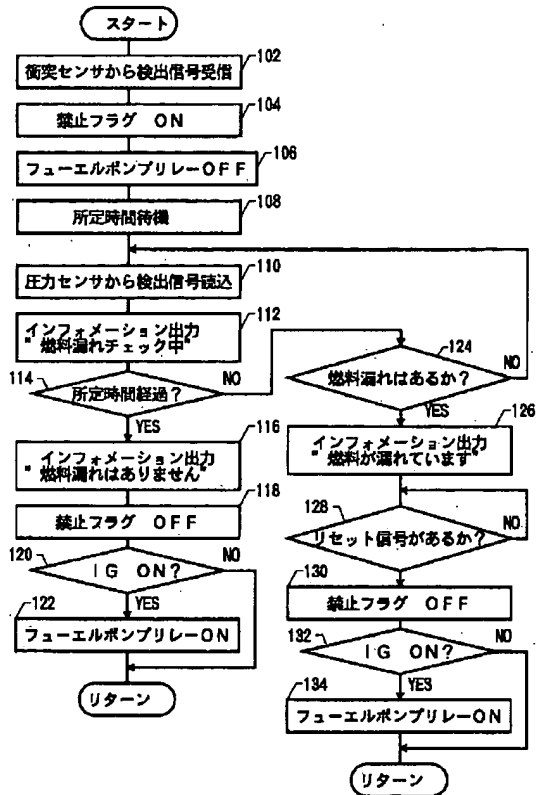 スタート
衝突センサから検出信号受信
102
禁止フラグ ON
104
フューエルポンプリレーOFF
106
所定時間待機
108
圧力センサから検出信号読込
110
インフォメーション出力
"燃料漏れチェック中"
112
114
所定時間経過?
NO
YES
インフォメーション出力
"燃料漏れはありません"
116
禁止フラグ OFF
118
120
IG ON?
NO
YES
122
フューエルポンプリレーON
リターン
124
燃料漏れはあるか?
NO
YES
126
インフォメーション出力
"燃料が漏れています"
128
リセット信号があるか?
NO
YES
130
禁止フラグ OFF
132
IG ON?
NO
YES
134
フューエルポンプリレーON
リターン